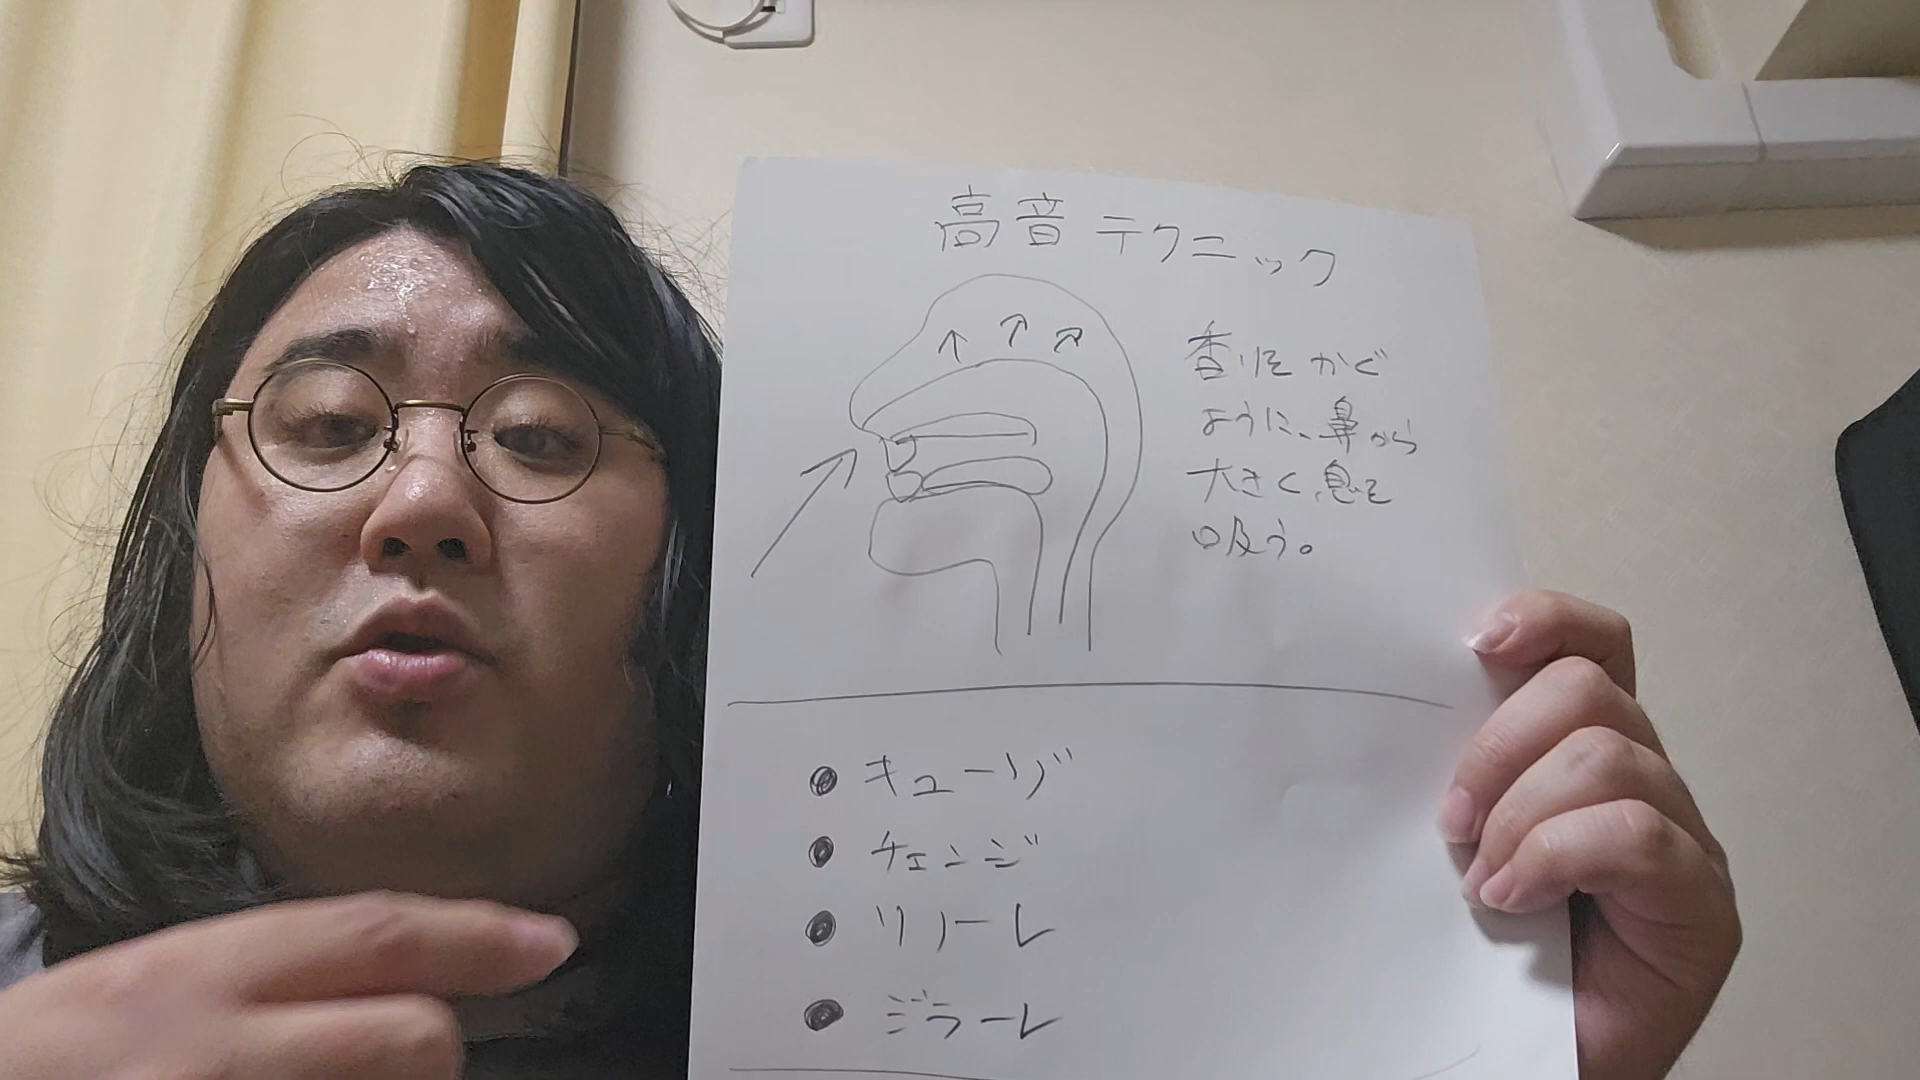 高音テクニック
香りをかぐ
ように、鼻から
大きく息を
吸う。
● キューゾ
● チェンジ
● リノーレ
● ジラーレ